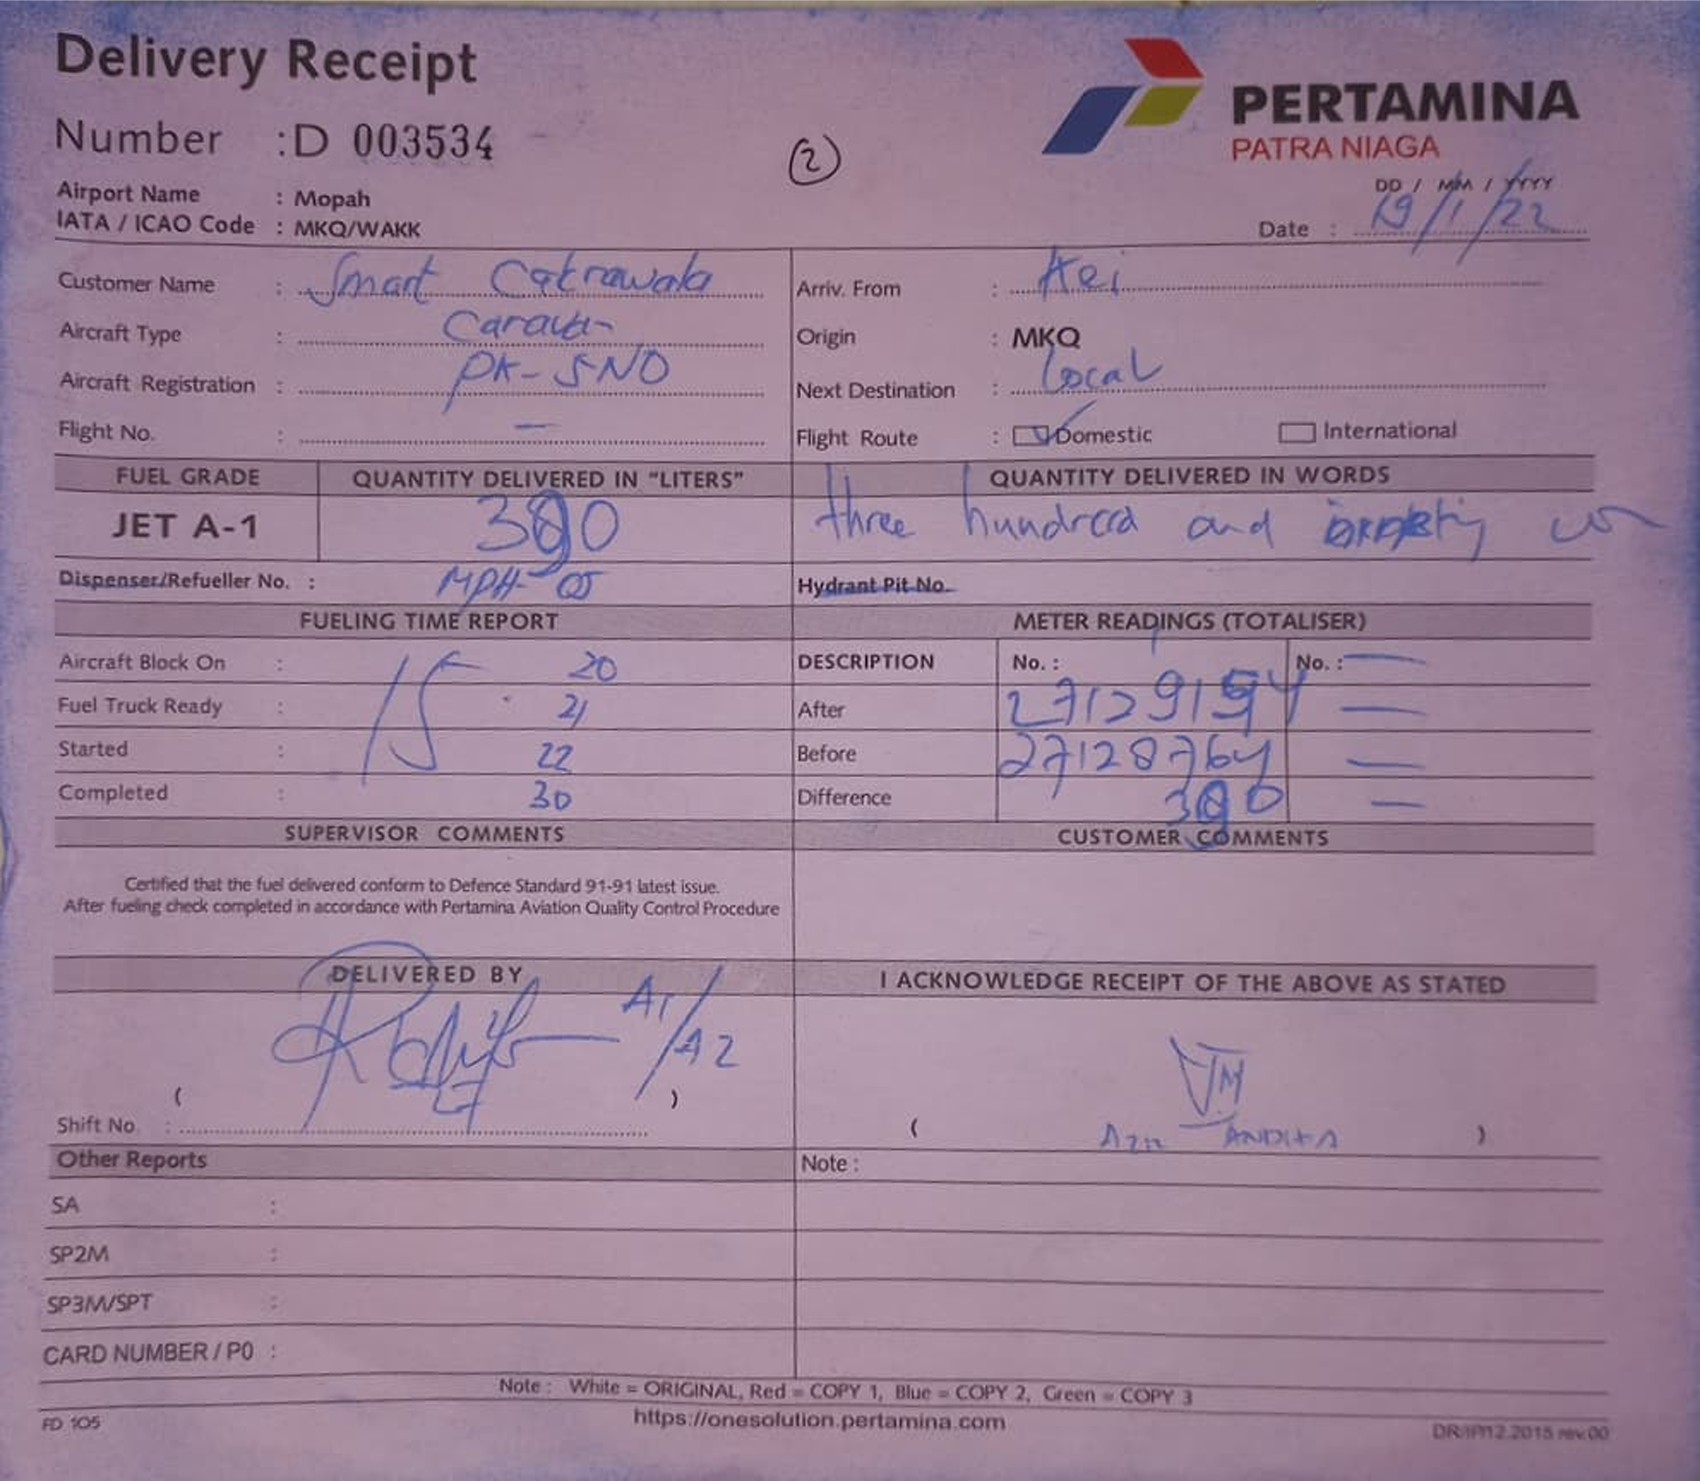 Delivery Receipt
PERTAMINA
PATRA NIAGA
Number : D 003534
2
Airport Name : Mopah
IATA / ICAO Code : MKQ/WAKK
DD / MM / YYYY
Date : 19/1/22
Customer Name : Smart Cakrawala
Arriv. From : Kei
Aircraft Type : Caravan
Origin : MKQ
Aircraft Registration : PK-SNO
Next Destination : Local
Flight No. : —
Flight Route : Domestic International
FUEL GRADE QUANTITY DELIVERED IN "LITERS" QUANTITY DELIVERED IN WORDS
JET A-1 390 three hundred and
Dispenser/Refueller No. : MPH-05 Hydrant Pit No.
FUELING TIME REPORT METER READINGS (TOTALISER)
Aircraft Block On : 15 20 DESCRIPTION No. : No. : —
Fuel Truck Ready : 21 After 27129154 —
Started : 22 Before 27128764 —
Completed : 30 Difference 390 —
SUPERVISOR COMMENTS CUSTOMER COMMENTS
Certified that the fuel delivered conform to Defence Standard 91-91 latest issue.
After fueling check completed in accordance with Pertamina Aviation Quality Control Procedure
DELIVERED BY I ACKNOWLEDGE RECEIPT OF THE ABOVE AS STATED
A1/A2
( )
Shift No :
( )
Other Reports Note :
SA :
SP2M :
SP3M/SPT :
CARD NUMBER / P0 :
Note : White = ORIGINAL, Red = COPY 1, Blue = COPY 2, Green = COPY 3
FD 105 https://onesolution.pertamina.com DR/IP/12.2015 rev.00